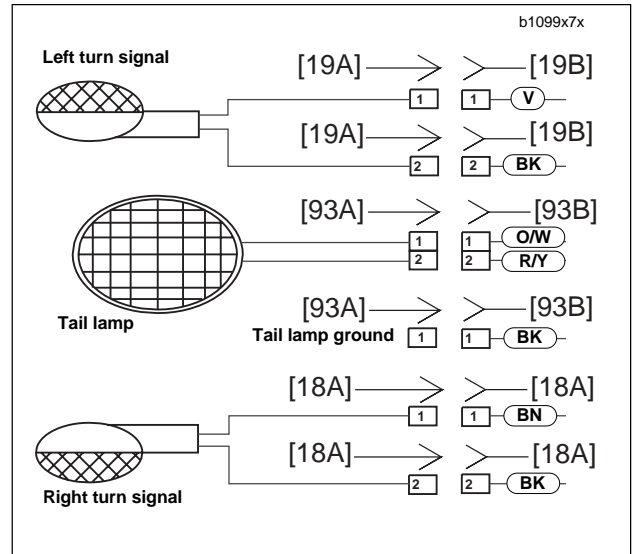 b1099x7x
Left turn signal
[19A] [19B]
1 1 V
[19A] [19B]
2 2 BK
[93A] [93B]
1 1 O/W
2 2 R/Y
Tail lamp
[93A] [93B]
Tail lamp ground 1 1 BK
[18A] [18A]
1 1 BN
[18A] [18A]
2 2 BK
Right turn signal